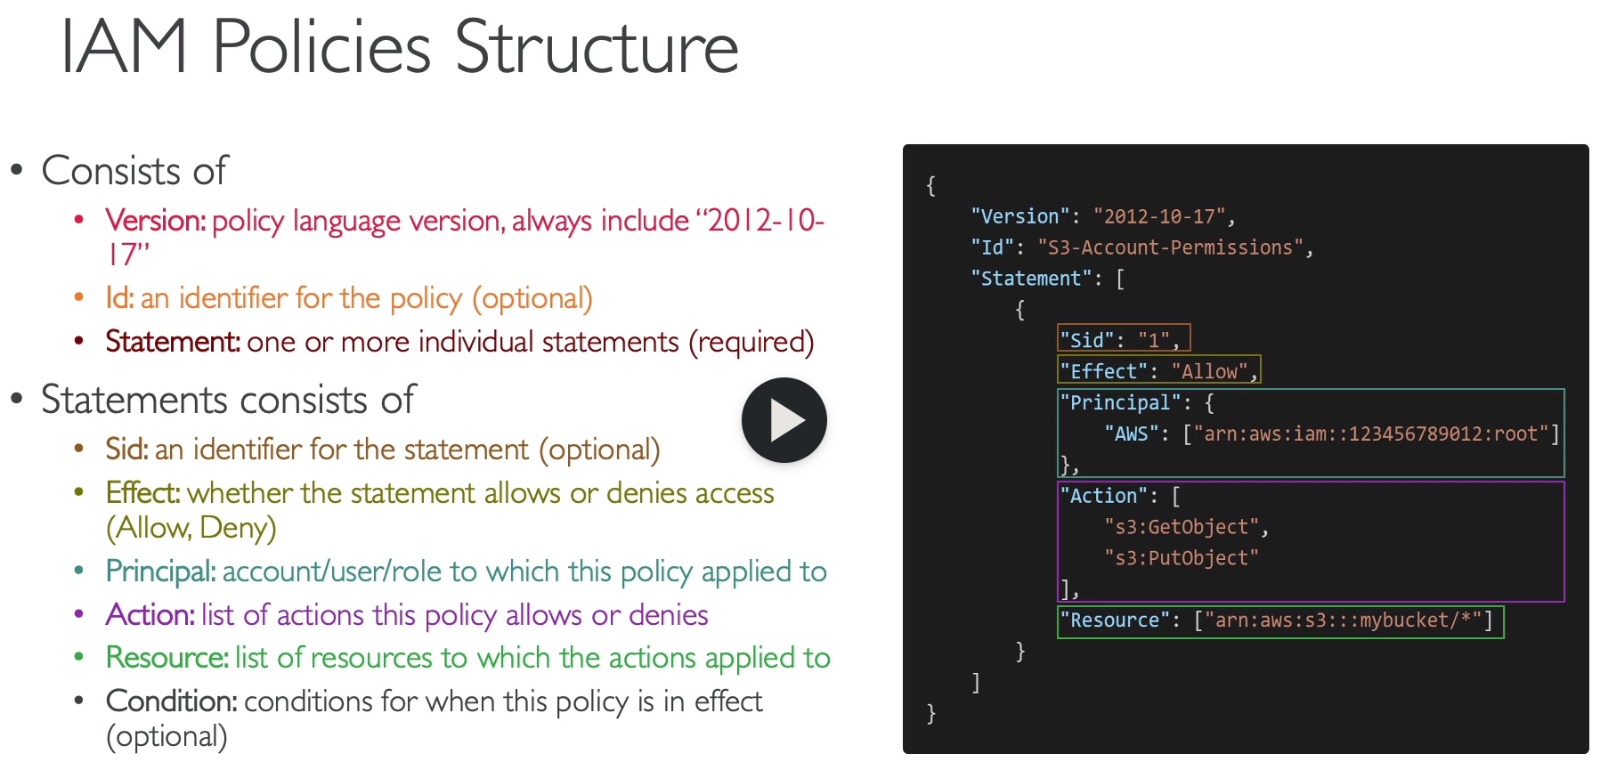 IAM Policies Structure
• Consists of
• Version: policy language version, always include “2012-10-
17”
• Id: an identifier for the policy (optional)
• Statement: one or more individual statements (required)
• Statements consists of
• Sid: an identifier for the statement (optional)
• Effect: whether the statement allows or denies access
(Allow, Deny)
• Principal: account/user/role to which this policy applied to
• Action: list of actions this policy allows or denies
• Resource: list of resources to which the actions applied to
• Condition: conditions for when this policy is in effect
(optional)
{
"Version": "2012-10-17",
"Id": "S3-Account-Permissions",
"Statement": [
{
"Sid": "1",
"Effect": "Allow",
"Principal": {
"AWS": ["arn:aws:iam::123456789012:root"]
},
"Action": [
"s3:GetObject",
"s3:PutObject"
],
"Resource": ["arn:aws:s3:::mybucket/*"]
}
]
}